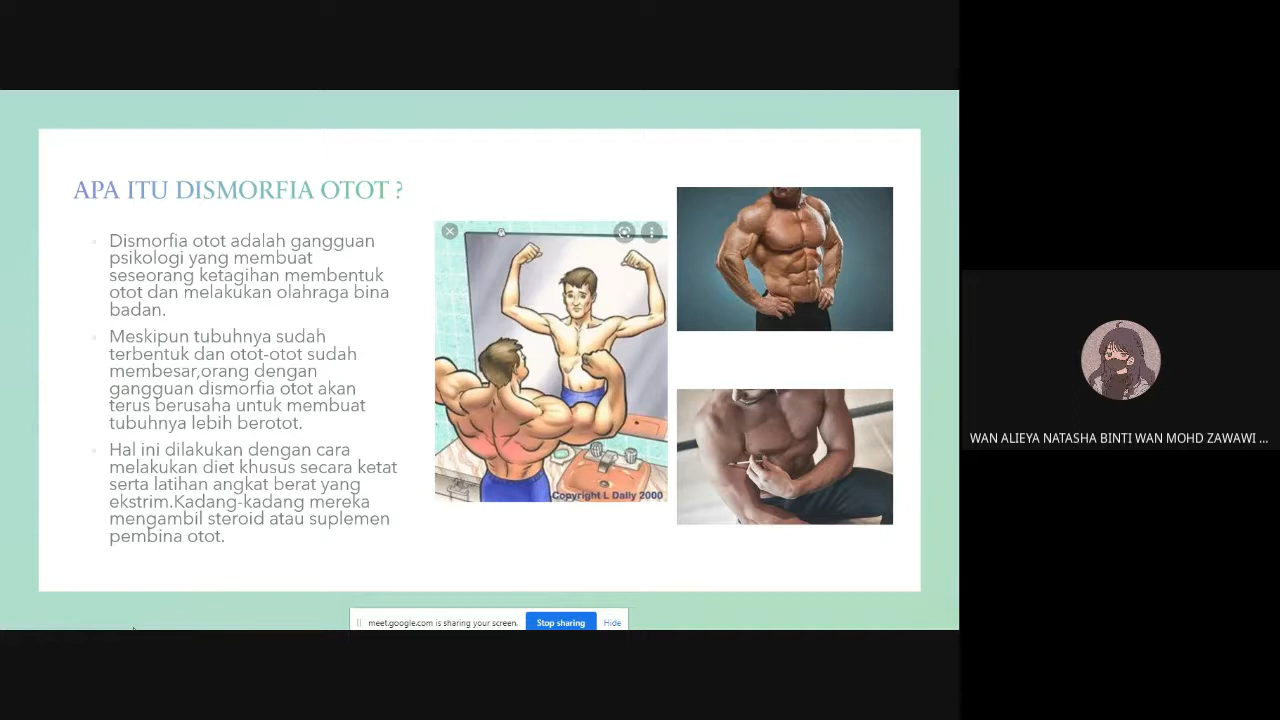 APA ITU DISMORFIA OTOT ?
Dismorfia otot adalah gangguan
psikologi yang membuat
seseorang ketagihan membentuk
otot dan melakukan olahraga bina
badan.
Meskipun tubuhnya sudah
terbentuk dan otot-otot sudah
membesar,orang dengan
gangguan dismorfia otot akan
terus berusaha untuk membuat
tubuhnya lebih berotot.
Hal ini dilakukan dengan cara
melakukan diet khusus secara ketat
serta latihan angkat berat yang
ekstrim.Kadang-kadang mereka
mengambil steroid atau suplemen
pembina otot.
Copyright L Dally 2000
meet.google.com is sharing your screen.
Stop sharing
Hide
WAN ALIEYA NATASHA BINTI WAN MOHD ZAWAWI ...